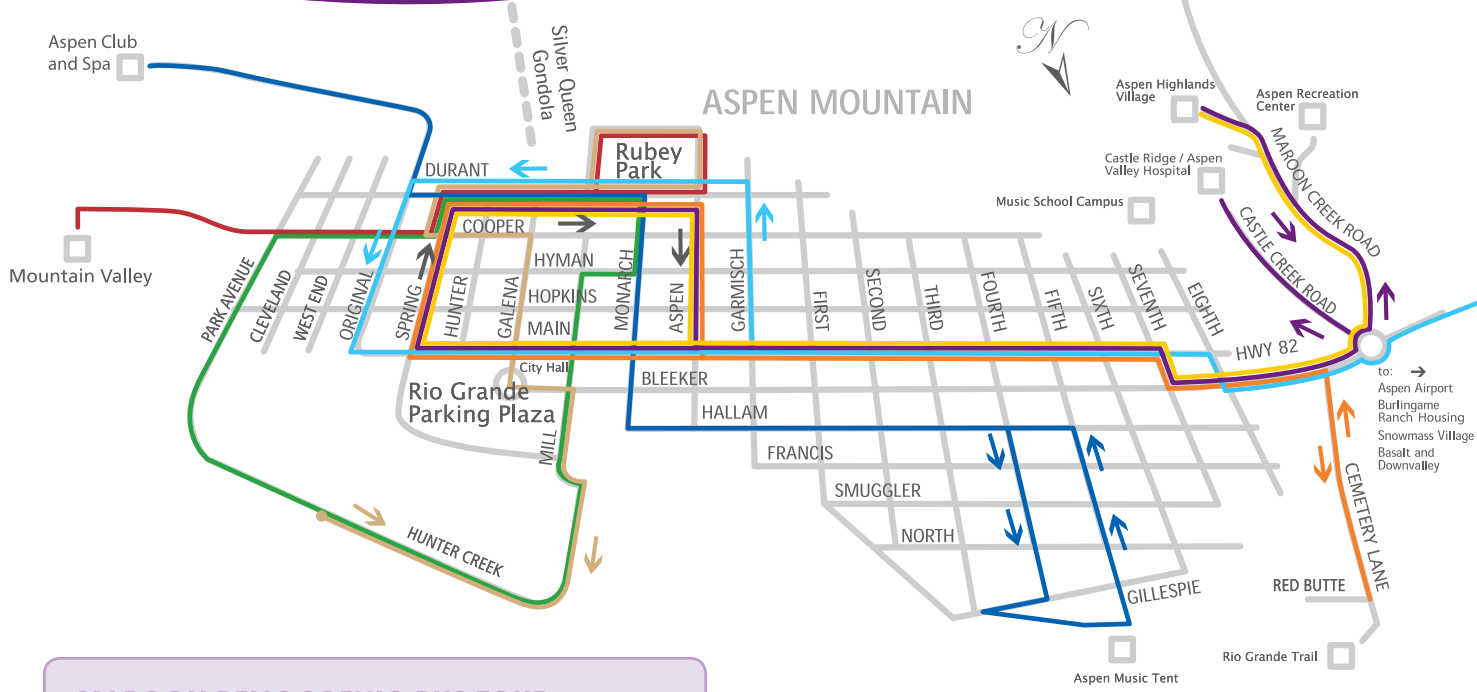 Aspen Club
and Spa
Silver Queen
Gondola
N
ASPEN MOUNTAIN
Aspen Highlands
Village
Aspen Recreation
Center
Castle Ridge / Aspen
Valley Hospital
Music School Campus
MAROON CREEK ROAD
CASTLE CREEK ROAD
Rubey
Park
DURANT
COOPER
HYMAN
HOPKINS
MAIN
City Hall
BLEEKER
HALLAM
FRANCIS
SMUGGLER
NORTH
GILLESPIE
Mountain Valley
PARK AVENUE
CLEVELAND
WEST END
ORIGINAL
SPRING
HUNTER
GALENA
MONARCH
ASPEN
GARMISCH
FIRST
SECOND
THIRD
FOURTH
FIFTH
SIXTH
SEVENTH
EIGHTH
HWY 82
to:
Aspen Airport
Burlingame
Ranch Housing
Snowmass Village
Basalt and
Downvalley
Rio Grande
Parking Plaza
MILL
HUNTER CREEK
CEMETERY LANE
RED BUTTE
Rio Grande Trail
Aspen Music Tent